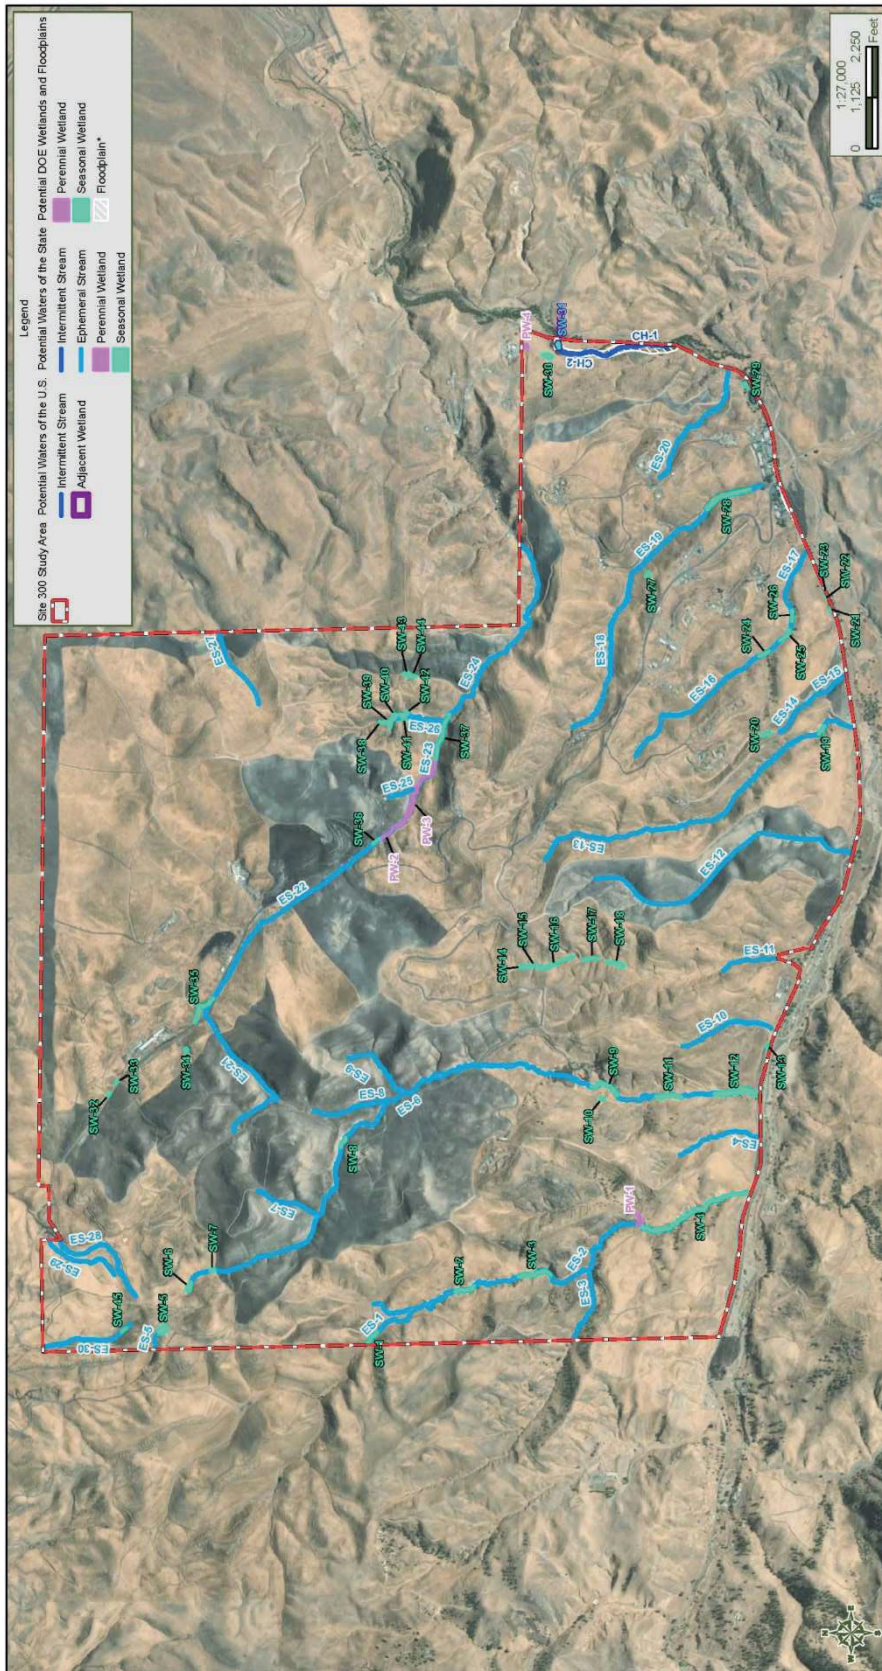 Legend
Site 300 Study Area
Potential Waters of the U.S.
Intermittent Stream
Adjacent Wetland
Potential Waters of the State
Intermittent Stream
Ephemeral Stream
Perennial Wetland
Seasonal Wetland
Potential DOE Wetlands and Floodplains
Perennial Wetland
Seasonal Wetland
Floodplain*
1:27,000
0 1,125 2,250
Feet
N
E
S
W
ES-30
ES-29
ES-28
SW-45
ES-5
SW-5
SW-6
SW-7
SW-32
SW-33
SW-34
SW-35
ES-21
ES-22
ES-7
SW-8
ES-8
ES-9
ES-6
SW-1
ES-1
SW-2
SW-3
ES-2
ES-3
PW-1
SW-4
ES-4
SW-9
SW-10
SW-11
SW-12
SW-13
ES-10
ES-11
SW-14
SW-15
SW-16
SW-17
SW-18
ES-12
ES-13
SW-36
PW-2
PW-3
ES-25
ES-23
ES-26
SW-37
SW-38
SW-39
SW-40
SW-41
SW-42
SW-43
SW-44
ES-24
SW-19
SW-20
ES-14
ES-15
ES-16
SW-24
SW-25
SW-26
ES-17
SW-21
SW-22
SW-23
ES-18
ES-19
SW-27
SW-28
ES-20
SW-29
SW-30
PW-4
SW-31
CH-2
CH-1